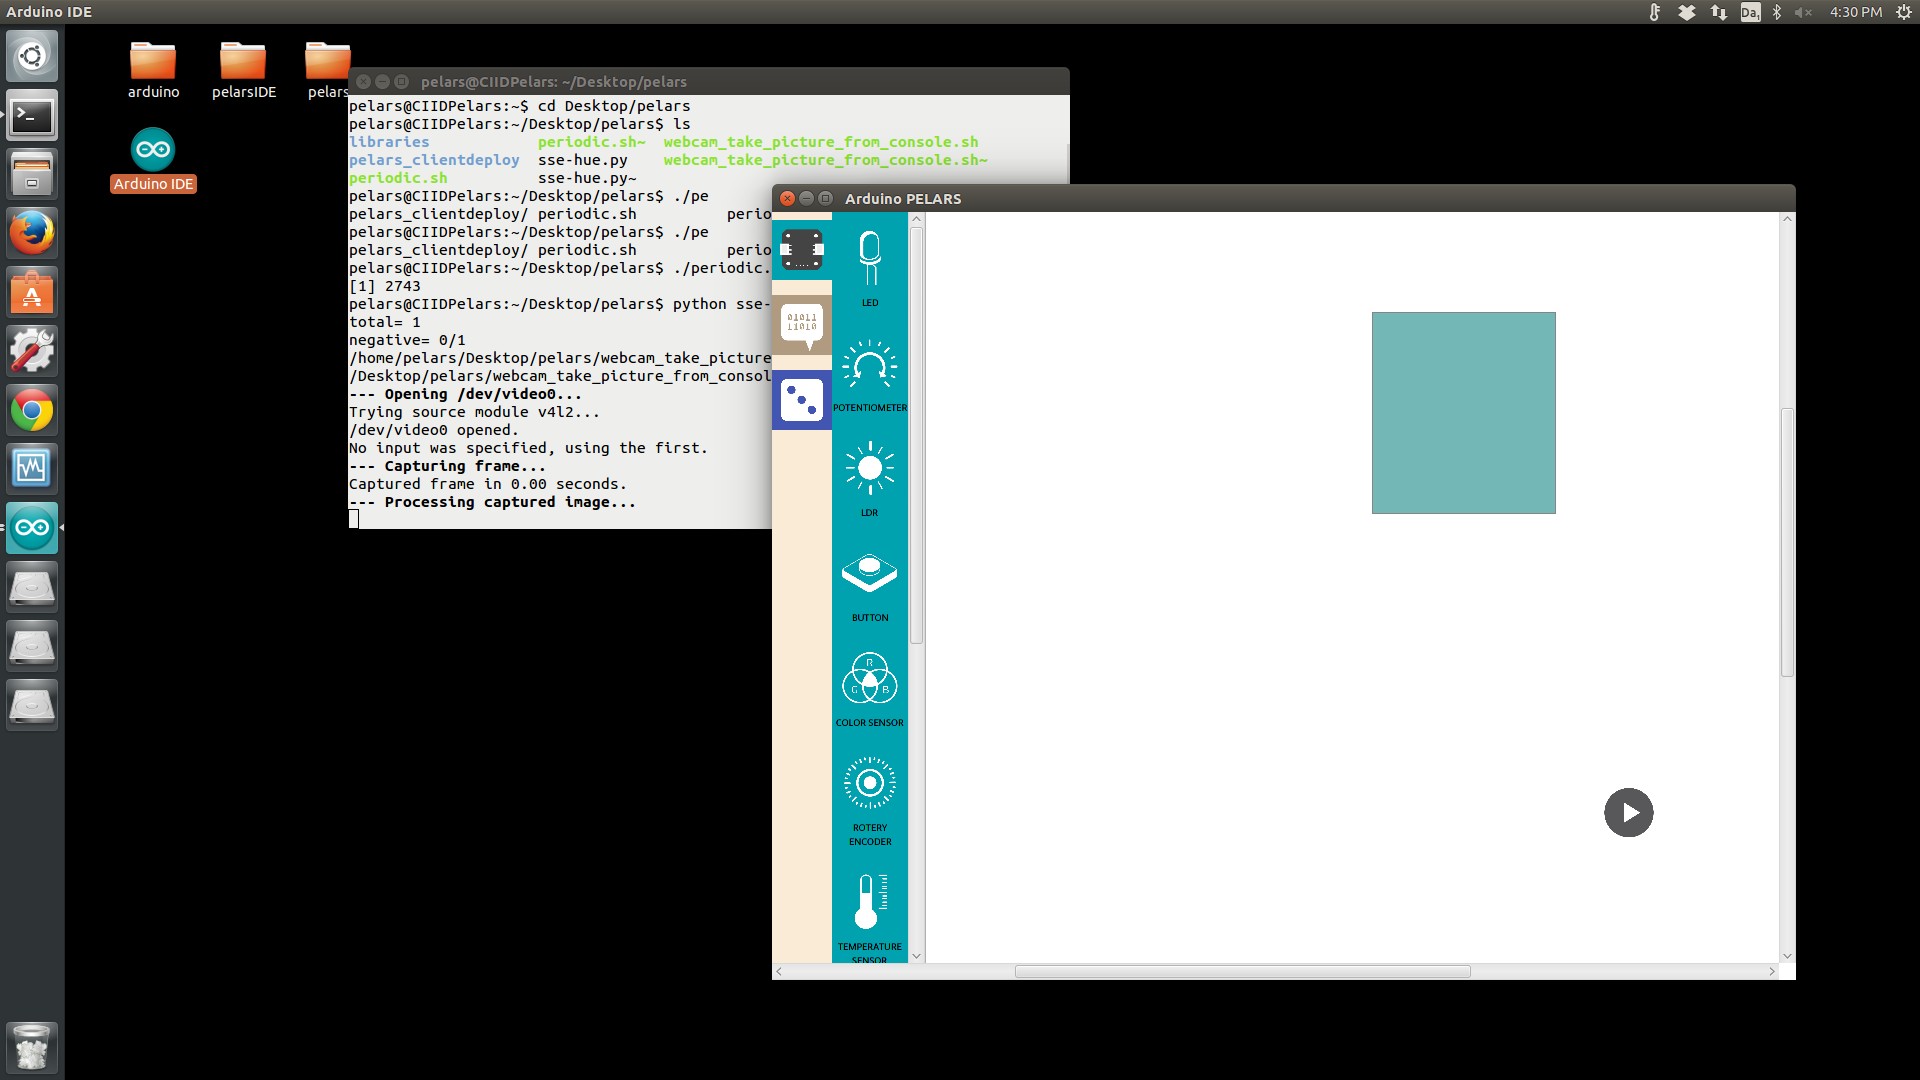 Arduino IDE
Da1
4:30 PM
arduino
pelarsIDE
pelars
Arduino IDE
pelars@CIIDPelars: ~/Desktop/pelars
pelars@CIIDPelars:~$ cd Desktop/pelars
pelars@CIIDPelars:~/Desktop/pelars$ ls
libraries periodic.sh~ webcam_take_picture_from_console.sh
pelars_clientdeploy sse-hue.py webcam_take_picture_from_console.sh~
periodic.sh sse-hue.py~
pelars@CIIDPelars:~/Desktop/pelars$ ./pe
pelars_clientdeploy/ periodic.sh perio
pelars@CIIDPelars:~/Desktop/pelars$ ./pe
pelars_clientdeploy/ periodic.sh perio
pelars@CIIDPelars:~/Desktop/pelars$ ./periodic.
[1] 2743
pelars@CIIDPelars:~/Desktop/pelars$ python sse-
total= 1
negative= 0/1
/home/pelars/Desktop/pelars/webcam_take_picture
/Desktop/pelars/webcam_take_picture_from_consol
--- Opening /dev/video0...
Trying source module v4l2...
/dev/video0 opened.
No input was specified, using the first.
--- Capturing frame...
Captured frame in 0.00 seconds.
--- Processing captured image...
Arduino PELARS
01011
11010
LED
POTENTIOMETER
LDR
BUTTON
R
G B
COLOR SENSOR
ROTERY
ENCODER
TEMPERATURE
SENSOR